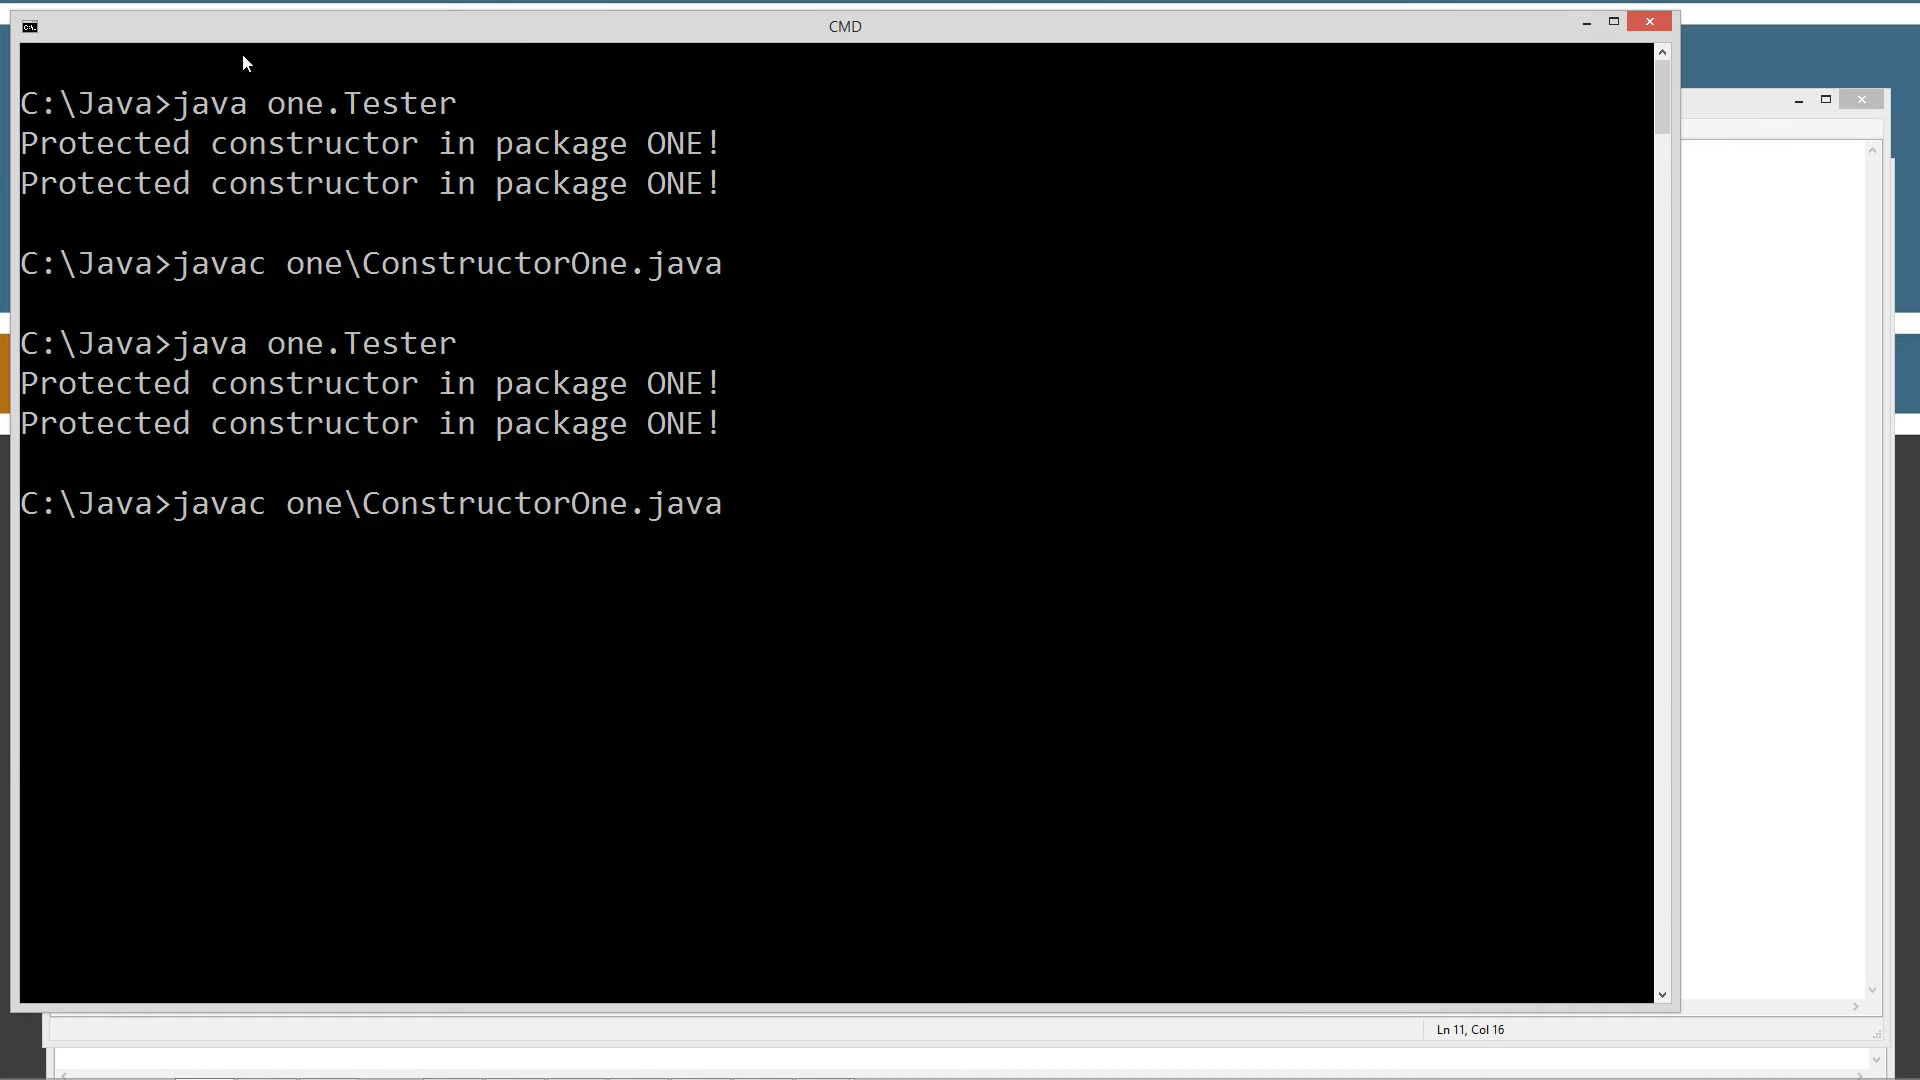 CMD
C:\Java>java one.Tester
Protected constructor in package ONE!
Protected constructor in package ONE!
C:\Java>javac one\ConstructorOne.java
C:\Java>java one.Tester
Protected constructor in package ONE!
Protected constructor in package ONE!
C:\Java>javac one\ConstructorOne.java
Ln 11, Col 16